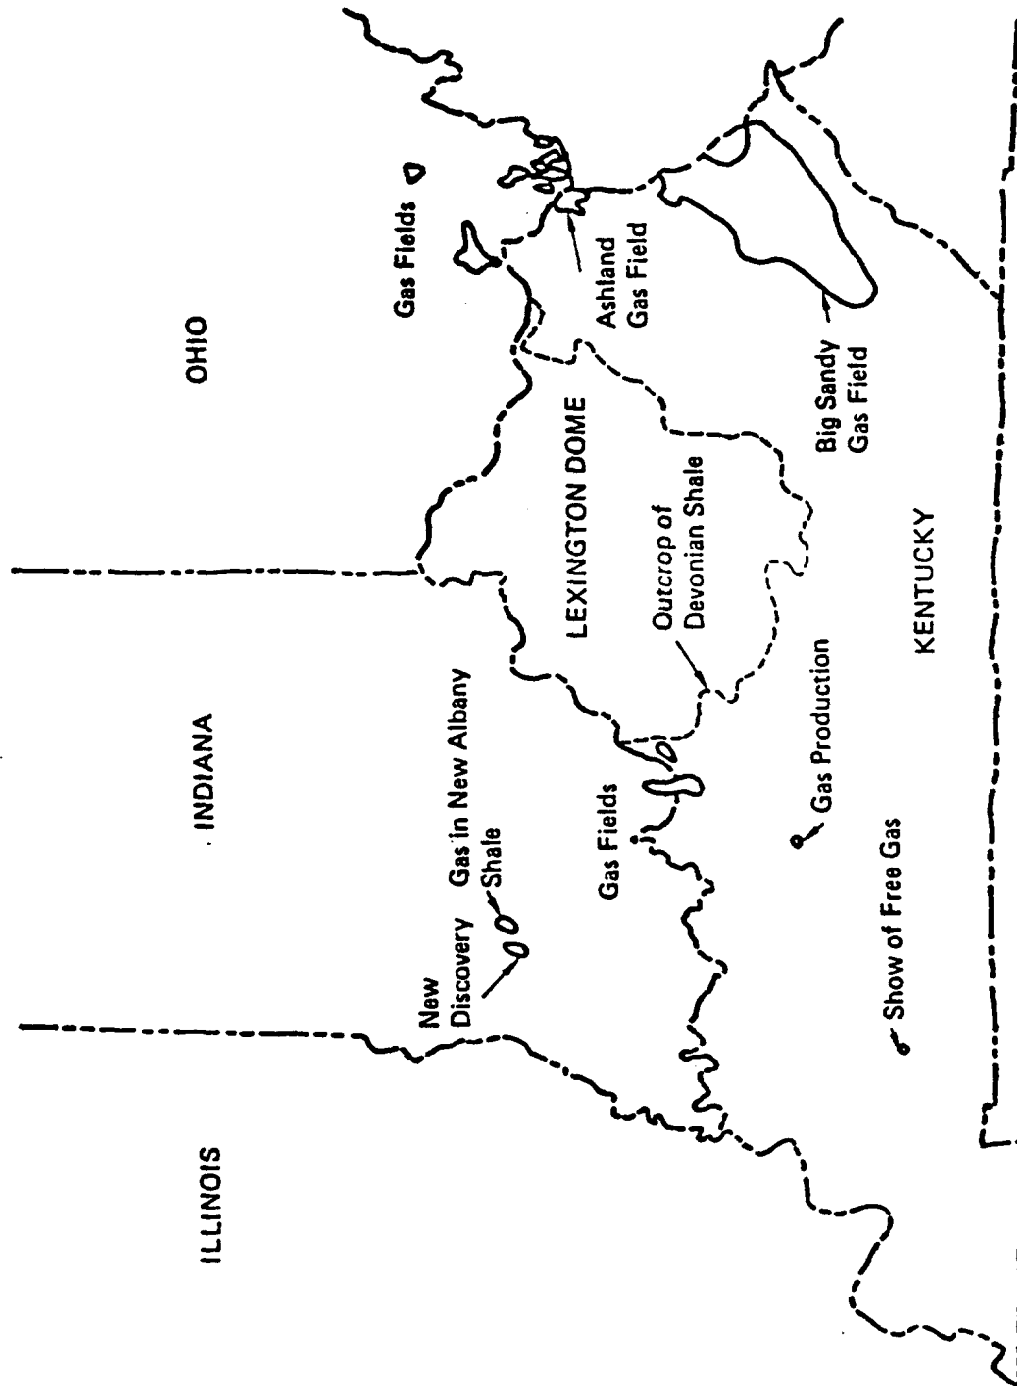 ILLINOIS
INDIANA
OHIO
Gas Fields
New
Discovery
Gas in New Albany
Shale
LEXINGTON DOME
Ashland
Gas Field
Gas Fields
Outcrop of
Devonian Shale
Big Sandy
Gas Field
Gas Production
Show of Free Gas
KENTUCKY